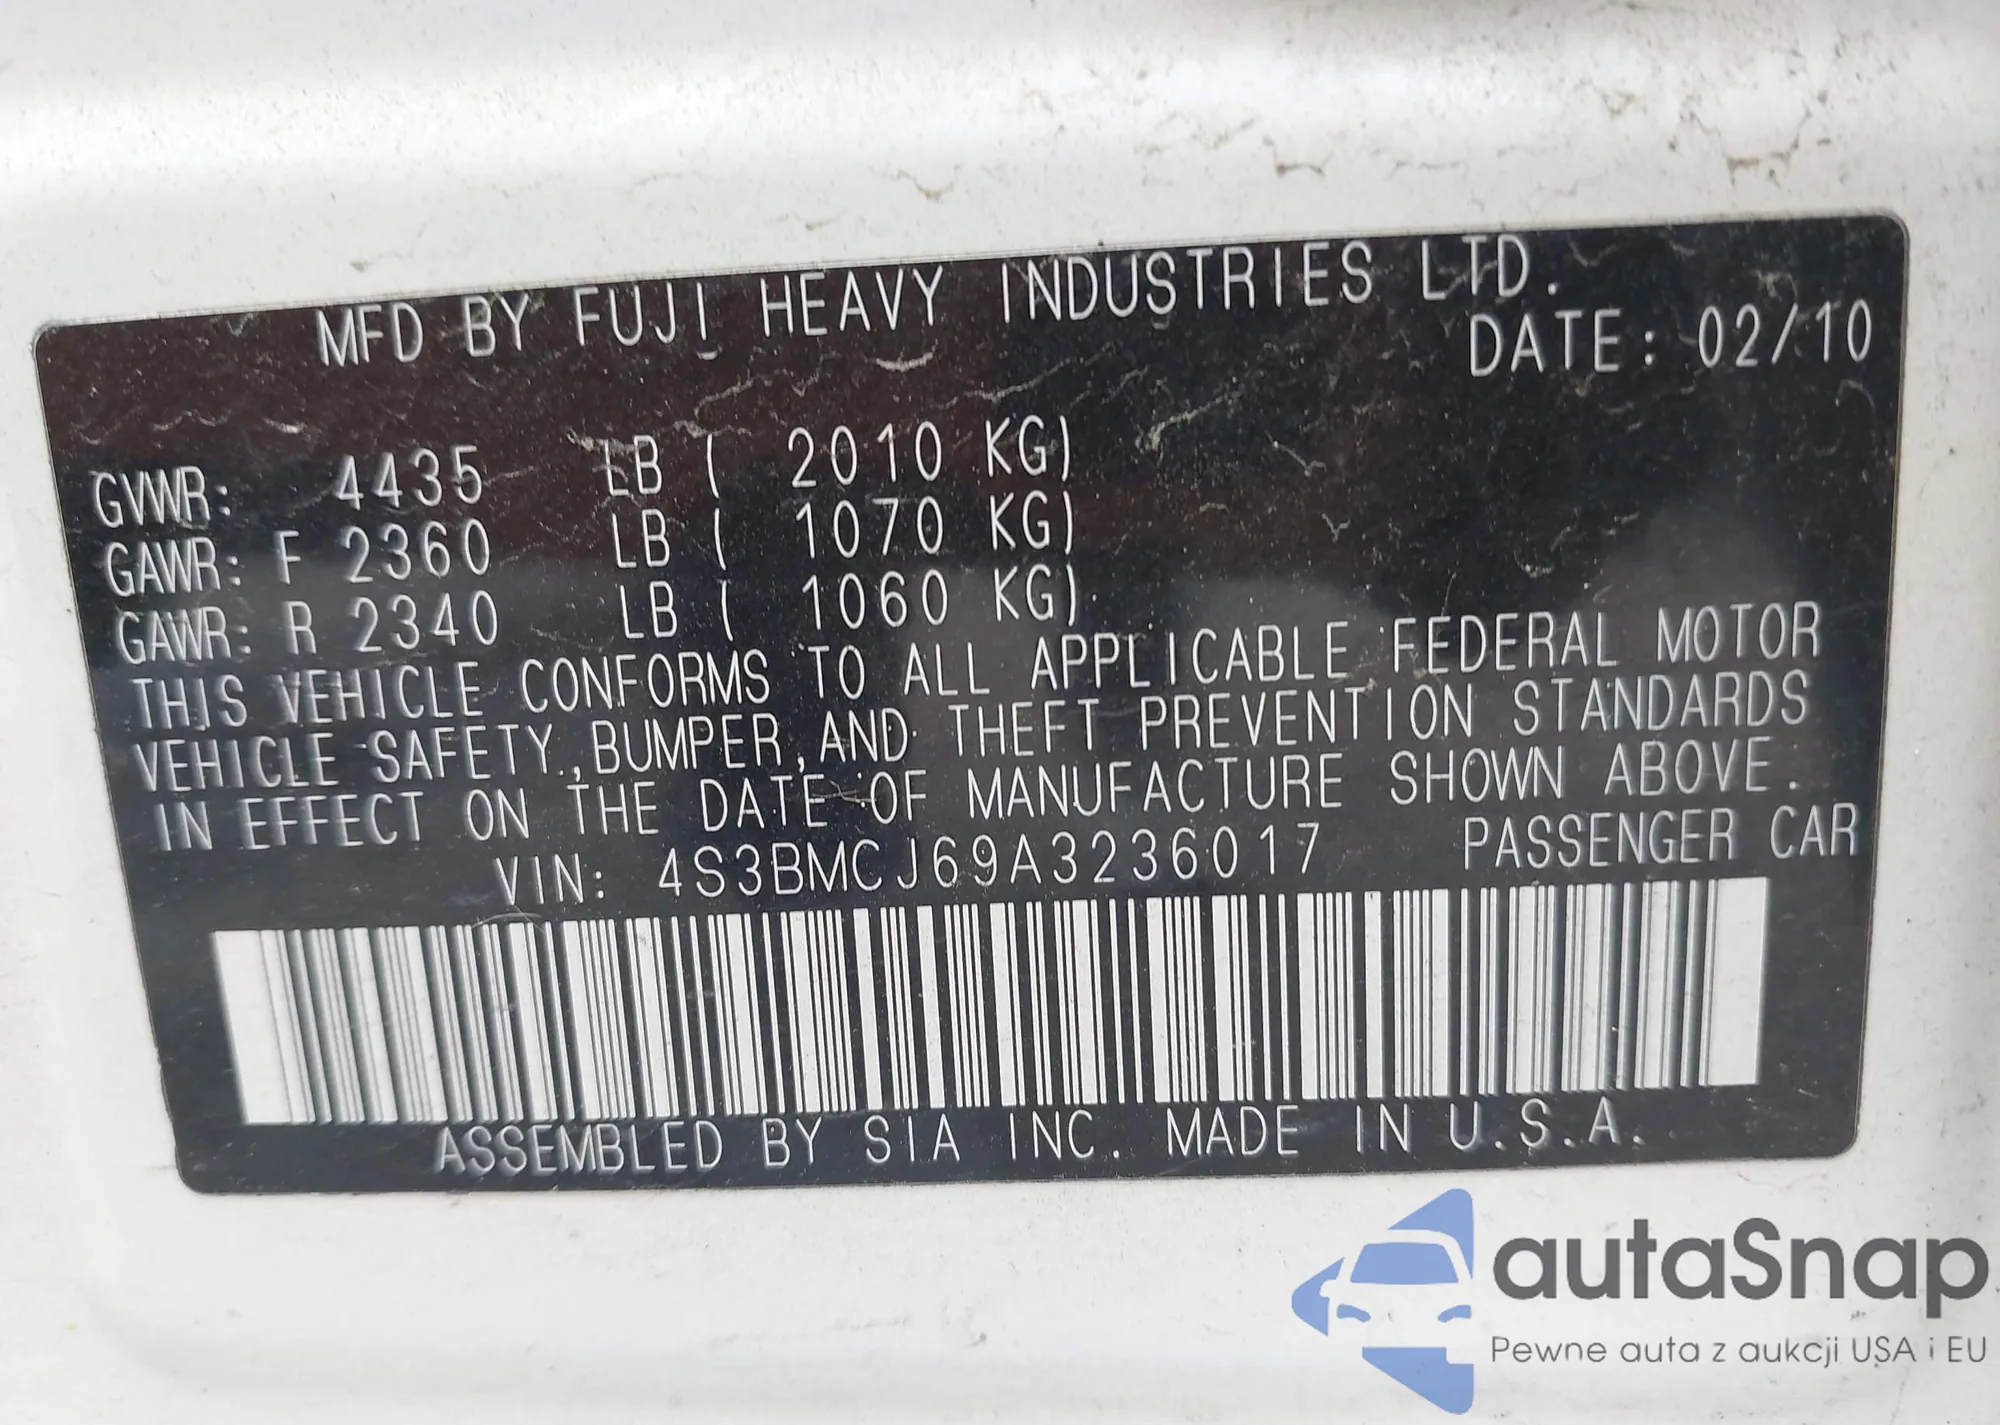 MFD BY FUJI HEAVY INDUSTRIES LTD.
DATE: 02/10
GVWR: 4435 LB ( 2010 KG)
GAWR: F 2360 LB ( 1070 KG)
GAWR: R 2340 LB ( 1060 KG)
THIS VEHICLE CONFORMS TO ALL APPLICABLE FEDERAL MOTOR
VEHICLE SAFETY, BUMPER, AND THEFT PREVENTION STANDARDS
IN EFFECT ON THE DATE OF MANUFACTURE SHOWN ABOVE.
VIN: 4S3BMCJ69A3236017 PASSENGER CAR
ASSEMBLED BY SIA INC. MADE IN U.S.A.
autaSnap
Pewne auta z aukcji USA i EU